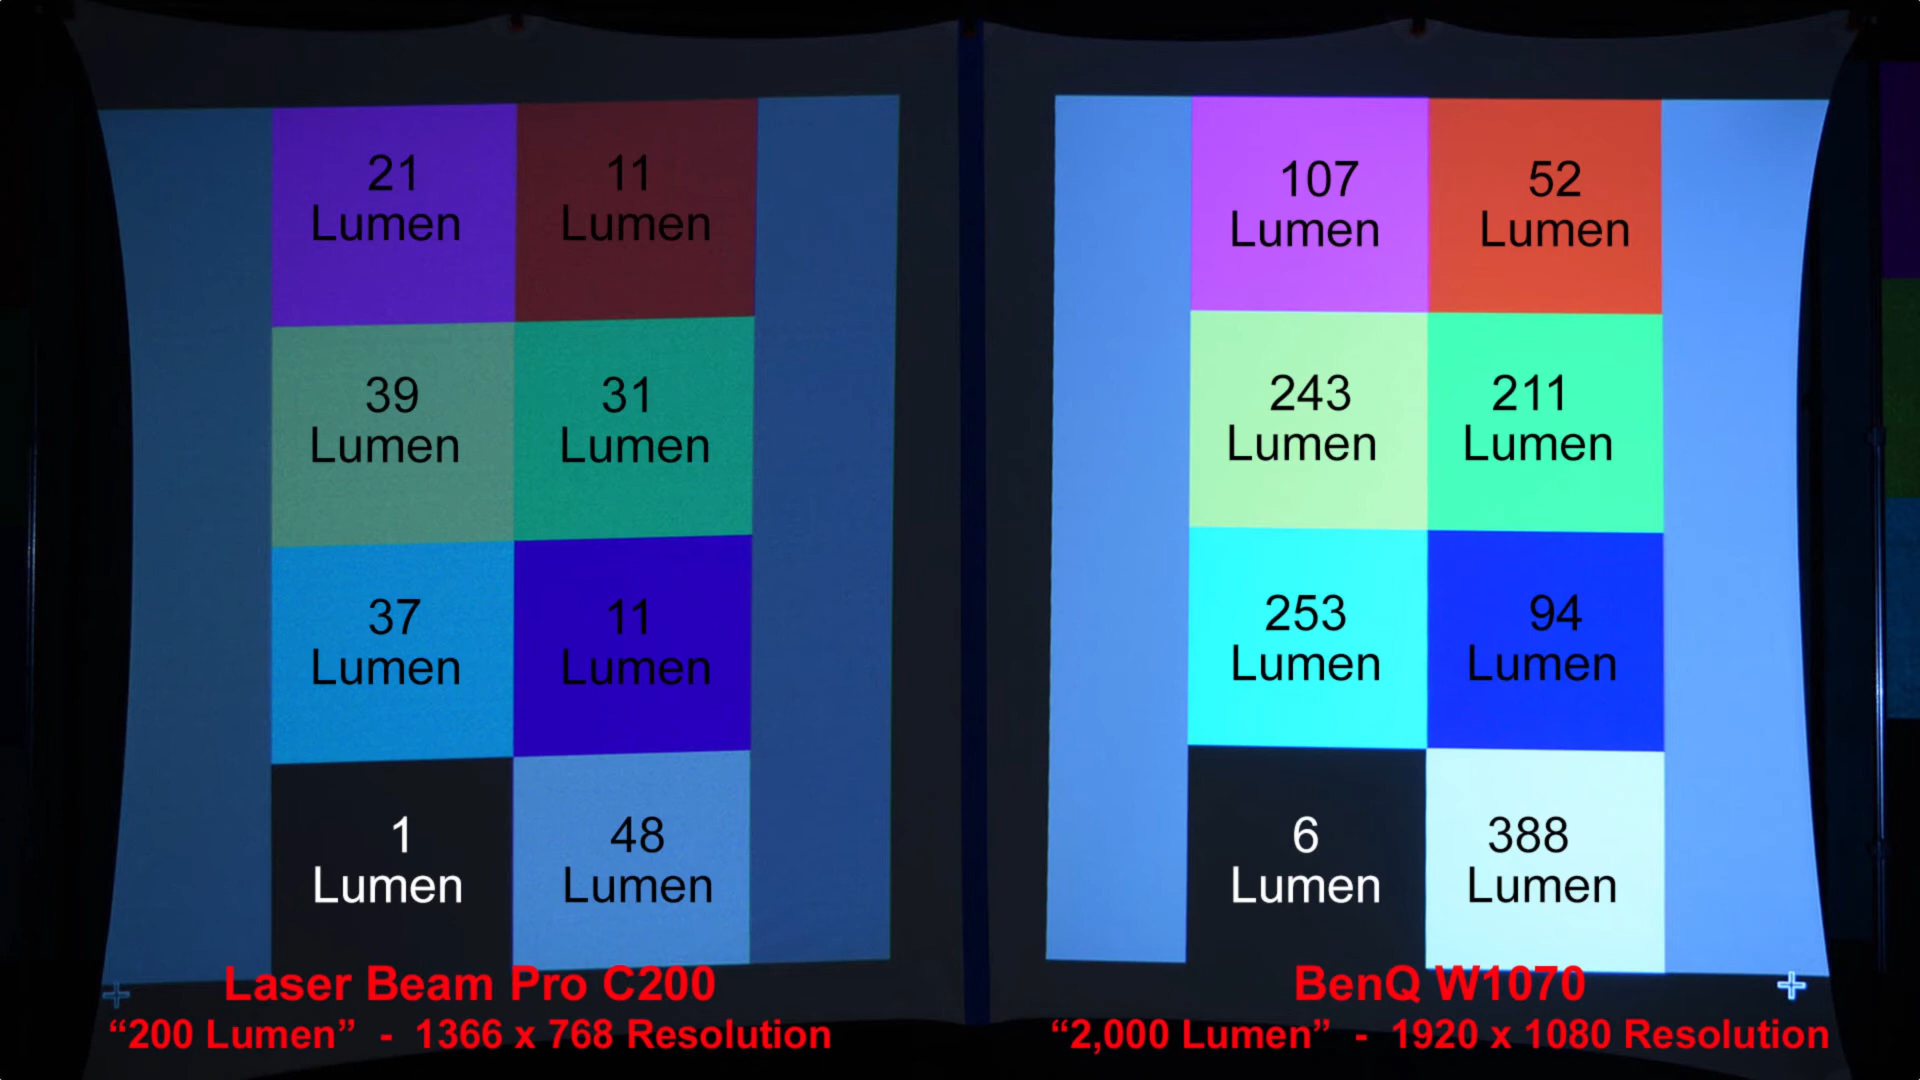 21
Lumen
11
Lumen
39
Lumen
31
Lumen
37
Lumen
11
Lumen
1
Lumen
48
Lumen
Laser Beam Pro C200
“200 Lumen” - 1366 x 768 Resolution
107
Lumen
52
Lumen
243
Lumen
211
Lumen
253
Lumen
94
Lumen
6
Lumen
388
Lumen
BenQ W1070
“2,000 Lumen” - 1920 x 1080 Resolution